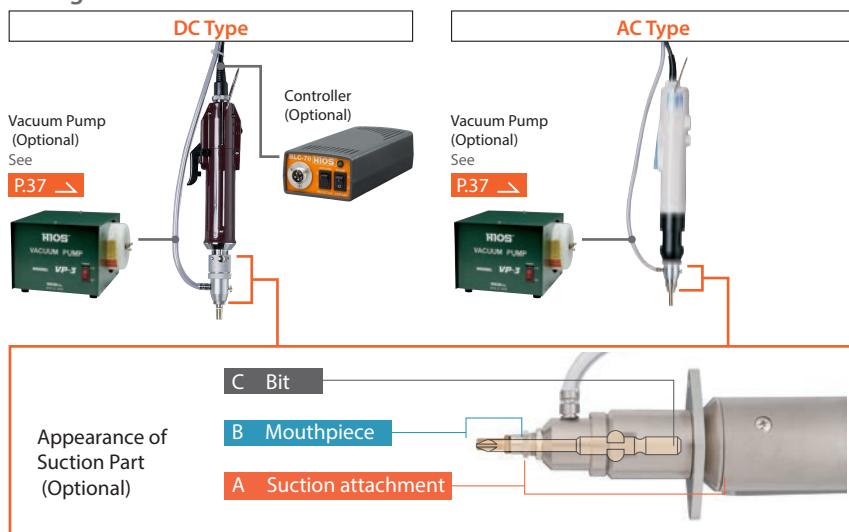 DC Type
AC Type
Vacuum Pump
(Optional)
See
P.37
Controller
(Optional)
BLC-70 HIOS
HIOS
VACUUM PUMP
MODEL VP-3
Vacuum Pump
(Optional)
See
P.37
HIOS
VACUUM PUMP
MODEL VP-3
Appearance of
Suction Part
(Optional)
C Bit
B Mouthpiece
A Suction attachment